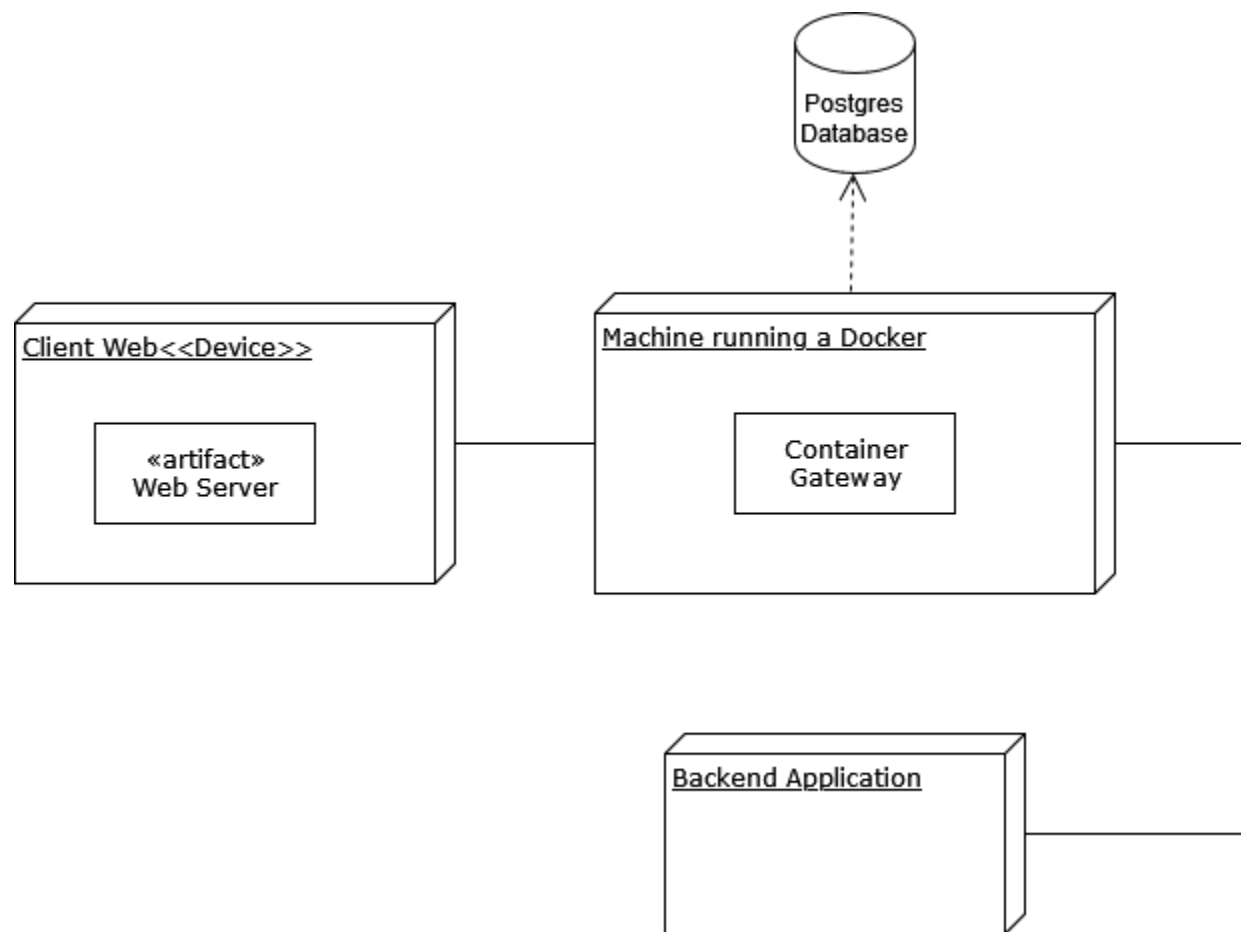 Postgres
Database
Client Web<<Device>>
Machine running a Docker
«artifact»
Web Server
Container
Gateway
Backend Application